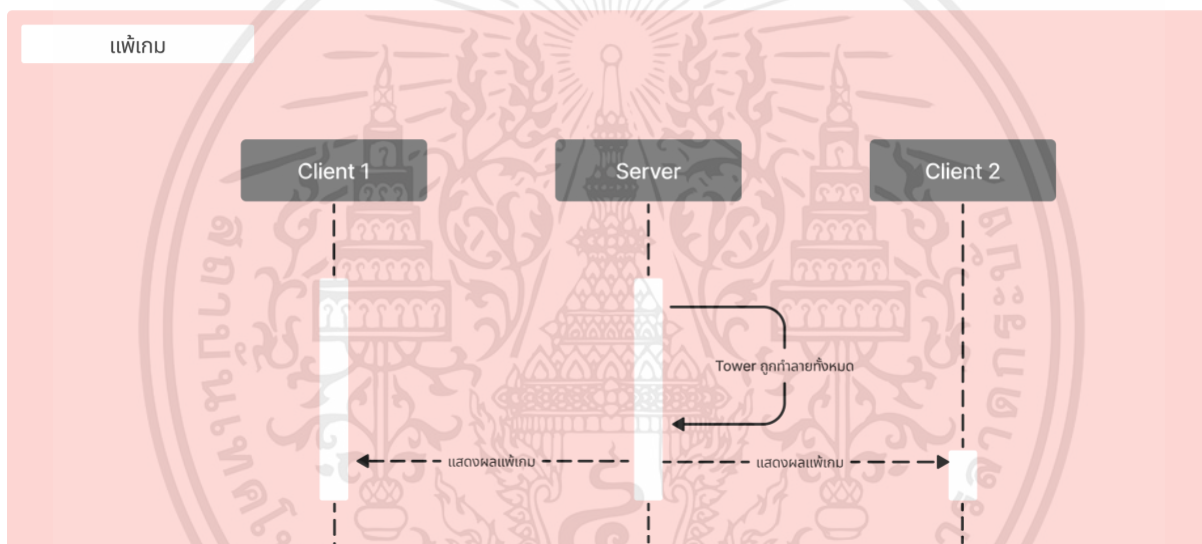 แพ้เกม
Client 1
Server
Client 2
Tower ถูกทำลายทั้งหมด
แสดงผลแพ้เกม
แสดงผลแพ้เกม